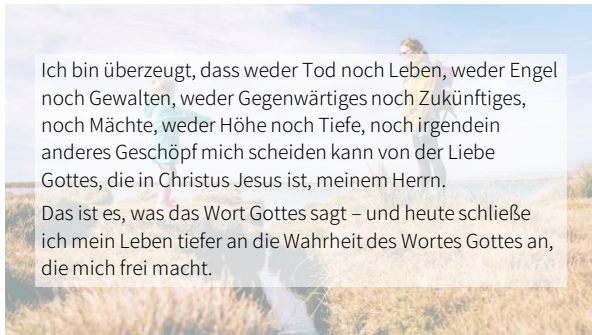 Ich bin überzeugt, dass weder Tod noch Leben, weder Engel
noch Gewalten, weder Gegenwärtiges noch Zukünftiges,
noch Mächte, weder Höhe noch Tiefe, noch irgendein
anderes Geschöpf mich scheiden kann von der Liebe
Gottes, die in Christus Jesus ist, meinem Herrn.
Das ist es, was das Wort Gottes sagt – und heute schließe
ich mein Leben tiefer an die Wahrheit des Wortes Gottes an,
die mich frei macht.